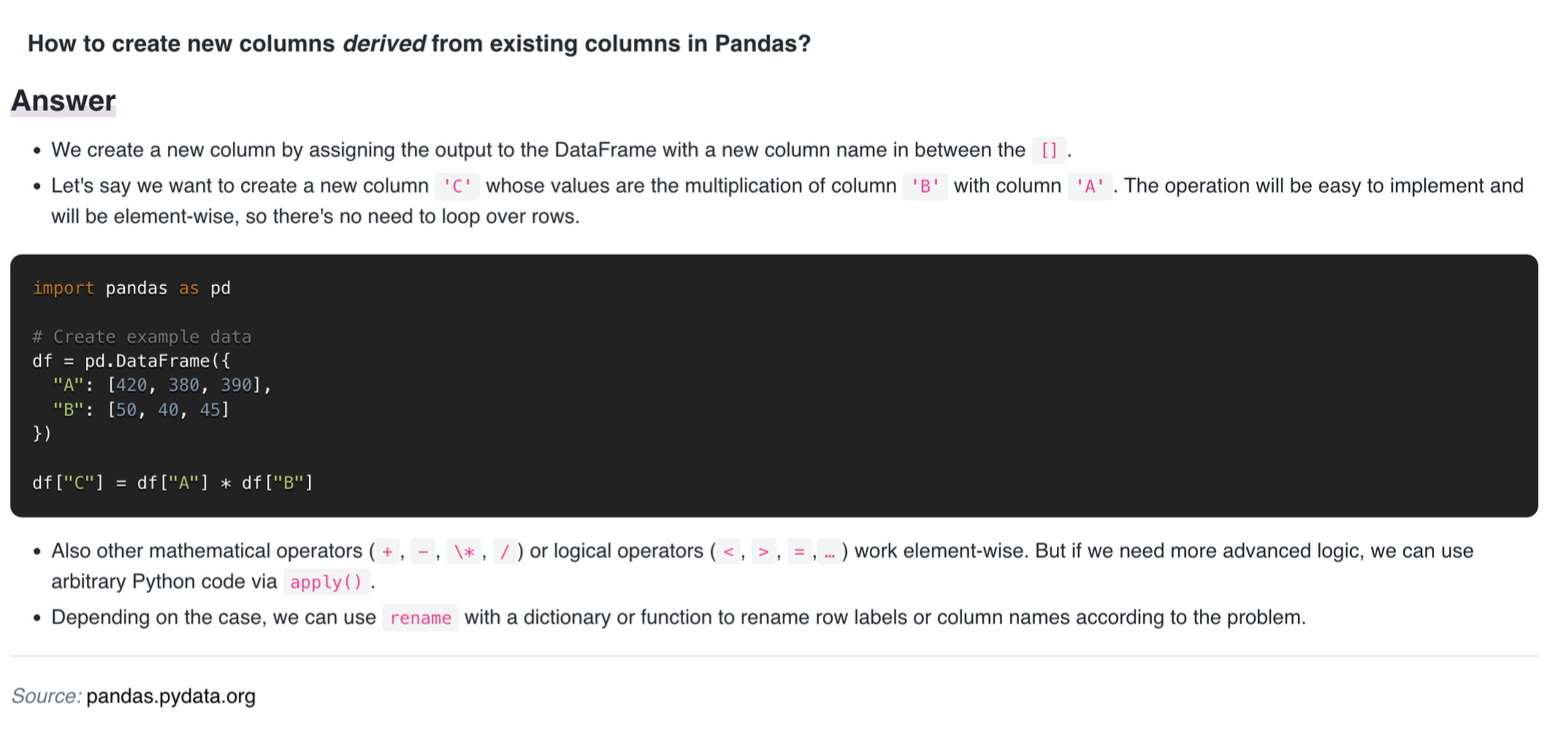 How to create new columns derived from existing columns in Pandas?
Answer
• We create a new column by assigning the output to the DataFrame with a new column name in between the [] .
• Let's say we want to create a new column 'C' whose values are the multiplication of column 'B' with column 'A' . The operation will be easy to implement and
will be element-wise, so there's no need to loop over rows.
import pandas as pd
# Create example data
df = pd.DataFrame({
  "A": [420, 380, 390],
  "B": [50, 40, 45]
})
df["C"] = df["A"] * df["B"]
• Also other mathematical operators ( + , - , \* , / ) or logical operators ( < , > , = , … ) work element-wise. But if we need more advanced logic, we can use
arbitrary Python code via apply() .
• Depending on the case, we can use rename with a dictionary or function to rename row labels or column names according to the problem.
Source: pandas.pydata.org